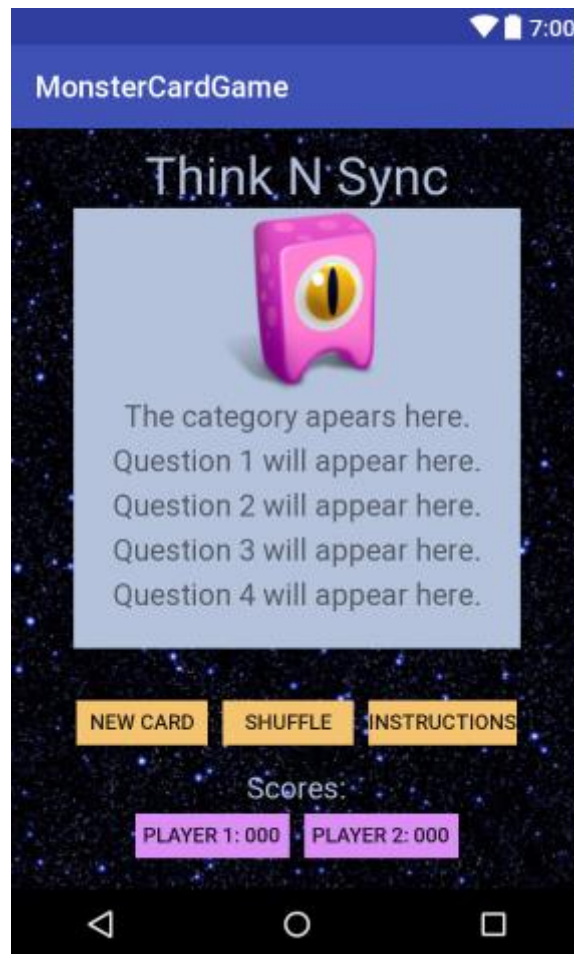 7:00
MonsterCardGame
Think N Sync
The category apears here.
Question 1 will appear here.
Question 2 will appear here.
Question 3 will appear here.
Question 4 will appear here.
NEW CARD SHUFFLE INSTRUCTIONS
Scores:
PLAYER 1: 000 PLAYER 2: 000